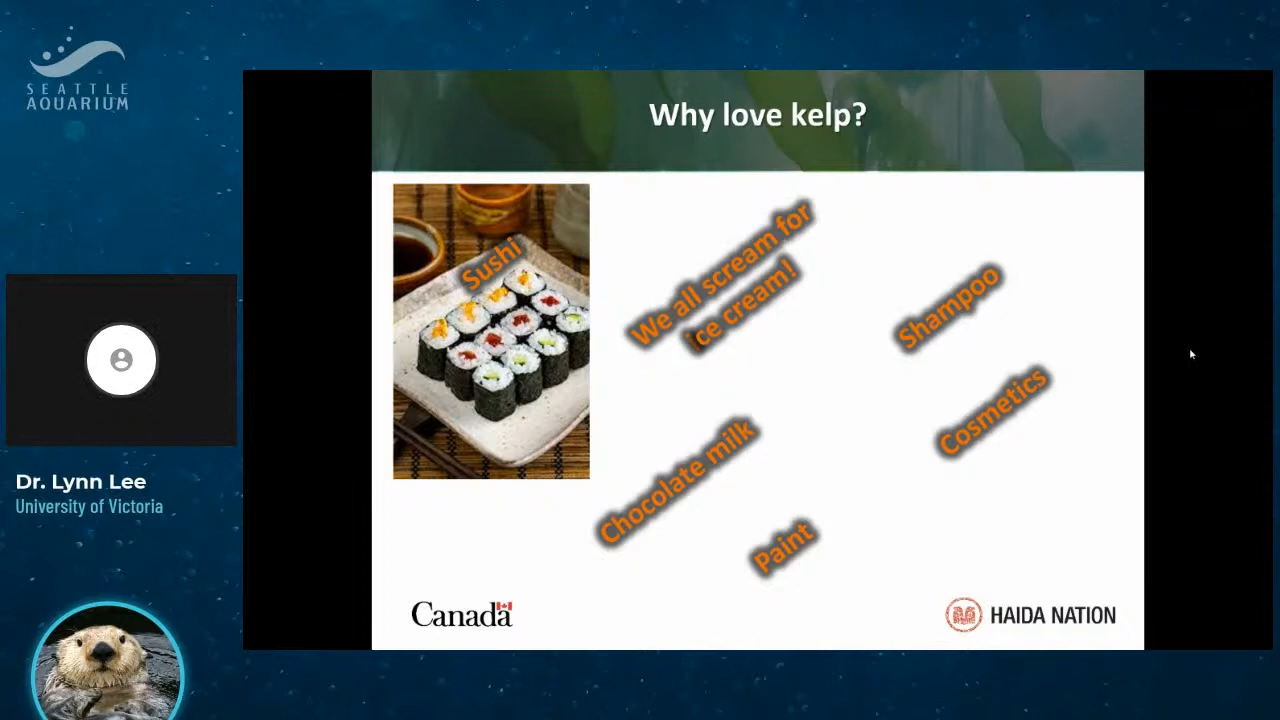 SEATTLE
AQUARIUM
Why love kelp?
Sushi
We all scream for
ice cream!
Shampoo
Cosmetics
Chocolate milk
Paint
Dr. Lynn Lee
University of Victoria
Canada
HAIDA NATION